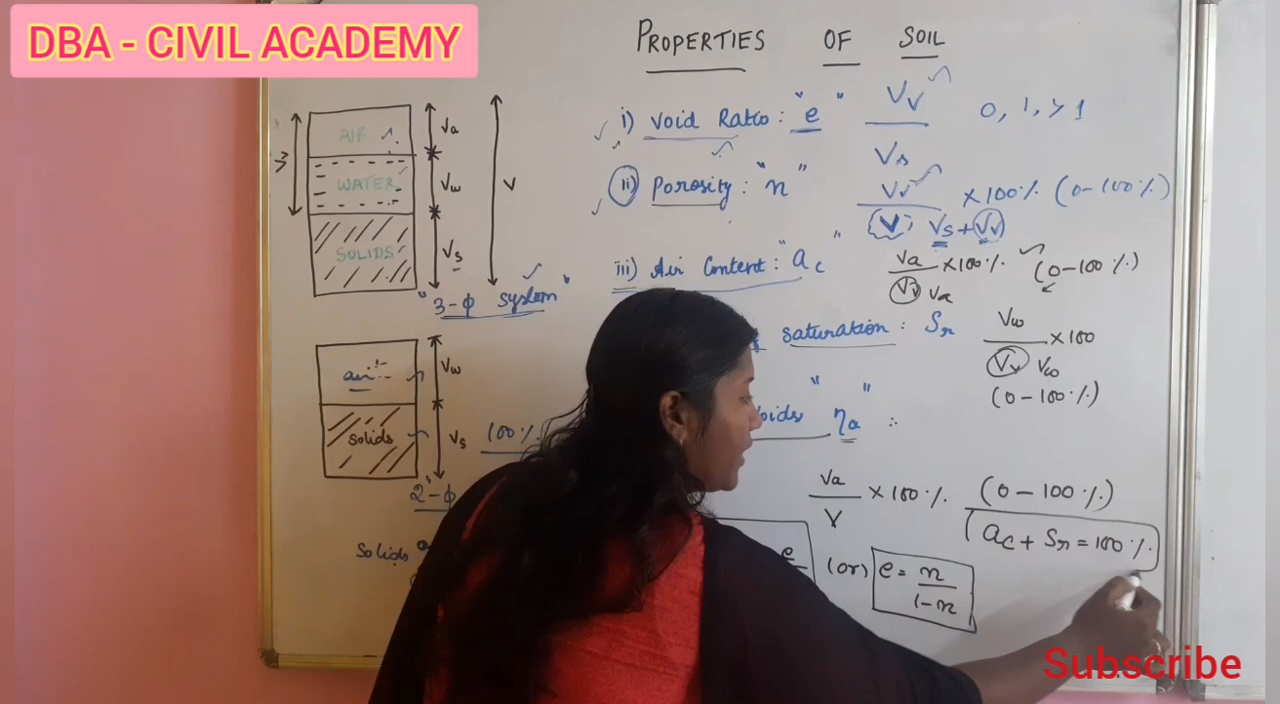 DBA - CIVIL ACADEMY
PROPERTIES OF SOIL
i) Void Ratio: "e" Vv / Vs 0, 1, > 1
ii) Porosity: "n" Vv / V × 100 % (0 - 100 %)
Vs + Vv
iii) Air Content: "ac" Va / Vv × 100 % (0 - 100 %)
Va
saturation: Sr Vw / Vv × 100
Vw
(0 - 100 %)
"ηa" :
Va / V × 100 % (0 - 100 %)
ac + Sr = 100 %
e (or) e = n / 1-n
AIR Va
WATER Vw V
SOLIDS Vs
"3-ϕ System"
air Vw
Solids Vs 100 %
2-ϕ
Solids
Subscribe